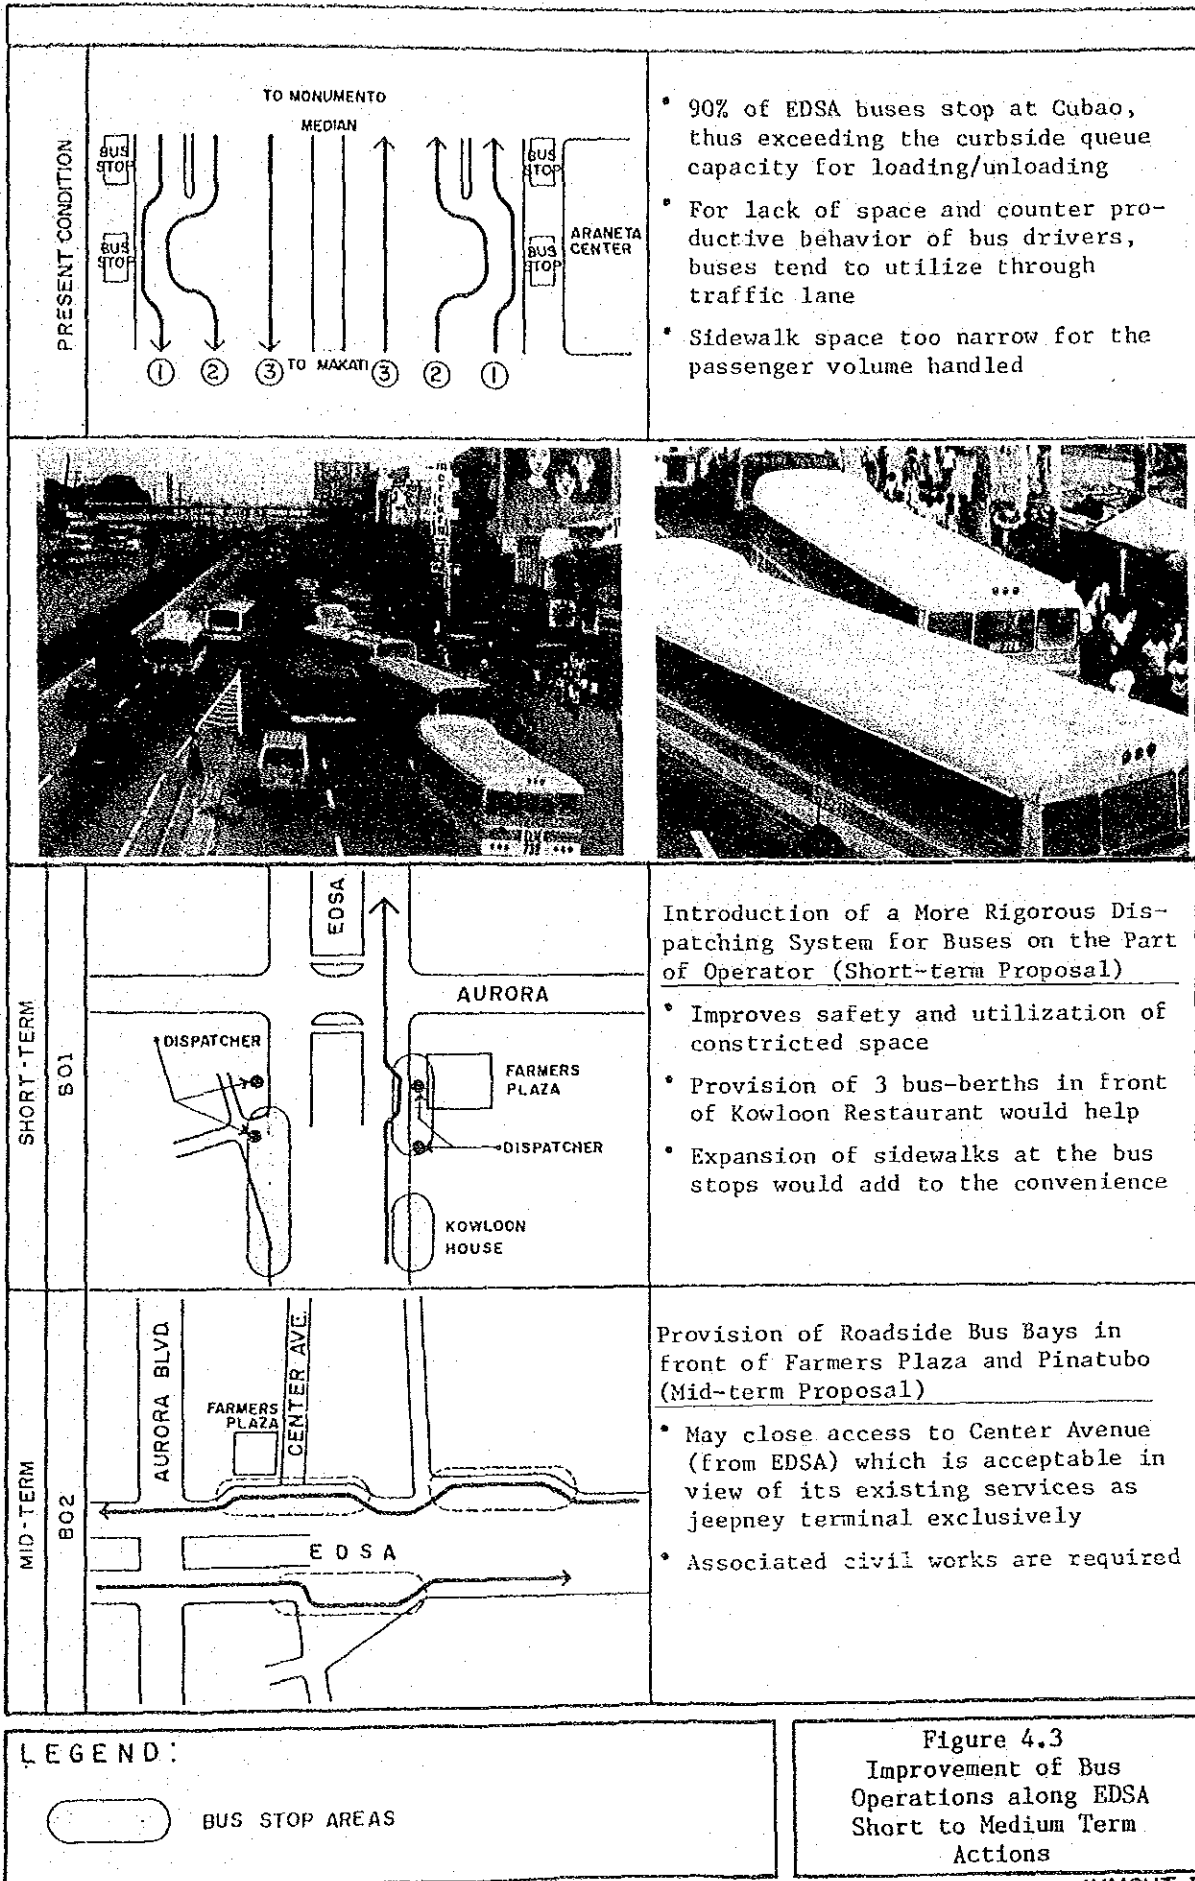 PRESENT CONDITION
TO MONUMENTO
MEDIAN
BUS STOP
BUS STOP
BUS STOP
BUS STOP
ARANETA CENTER
① ② ③ TO MAKATI ③ ② ①
• 90% of EDSA buses stop at Cubao,
thus exceeding the curbside queue
capacity for loading/unloading
• For lack of space and counter pro-
ductive behavior of bus drivers,
buses tend to utilize through
traffic lane
• Sidewalk space too narrow for the
passenger volume handled
SHORT-TERM
B01
EDSA
AURORA
DISPATCHER
FARMERS
PLAZA
DISPATCHER
KOWLOON
HOUSE
Introduction of a More Rigorous Dis-
patching System for Buses on the Part
of Operator (Short-term Proposal)
• Improves safety and utilization of
constricted space
• Provision of 3 bus-berths in front
of Kowloon Restaurant would help
• Expansion of sidewalks at the bus
stops would add to the convenience
MID-TERM
B02
AURORA BLVD.
FARMERS
PLAZA
CENTER AVE.
EDSA
Provision of Roadside Bus Bays in
front of Farmers Plaza and Pinatubo
(Mid-term Proposal)
• May close access to Center Avenue
(from EDSA) which is acceptable in
view of its existing services as
jeepney terminal exclusively
• Associated civil works are required
LEGEND:
BUS STOP AREAS
Figure 4.3
Improvement of Bus
Operations along EDSA
Short to Medium Term
Actions